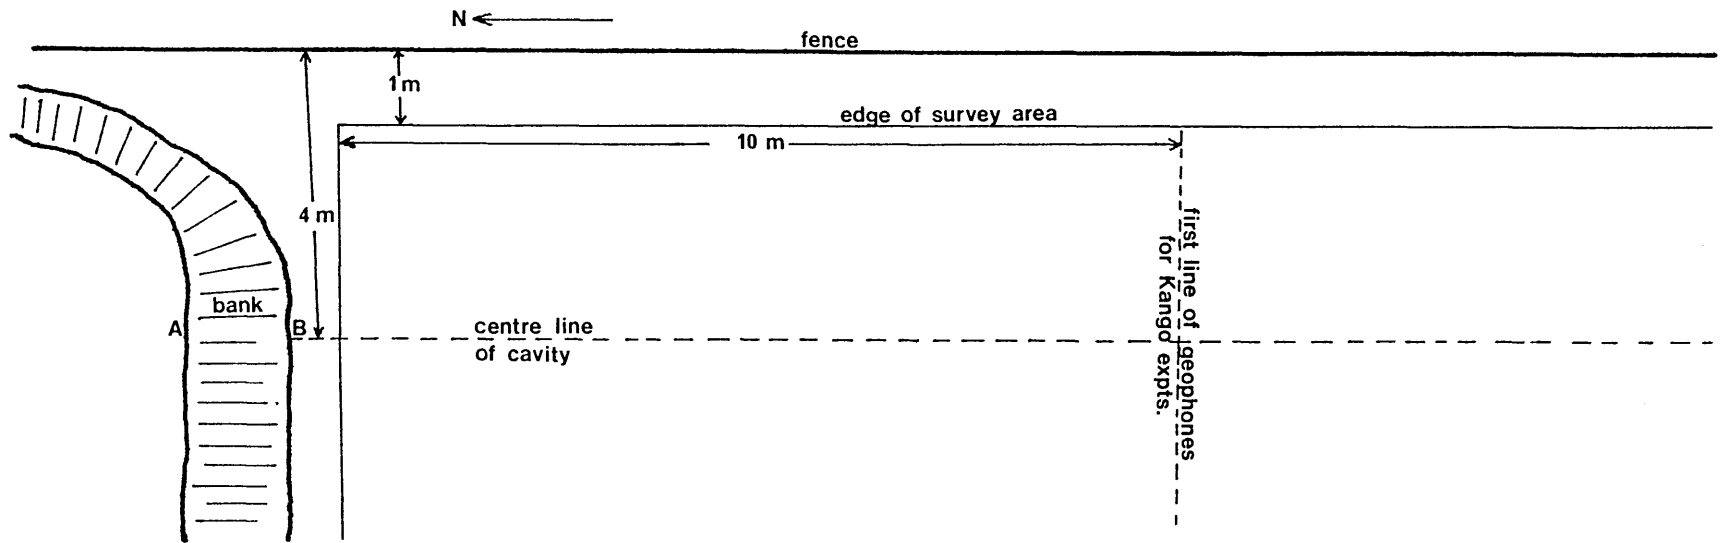 N
fence
1m
edge of survey area
10 m
4 m
first line of geophones
for Kango expts.
bank
A
B
centre line
of cavity